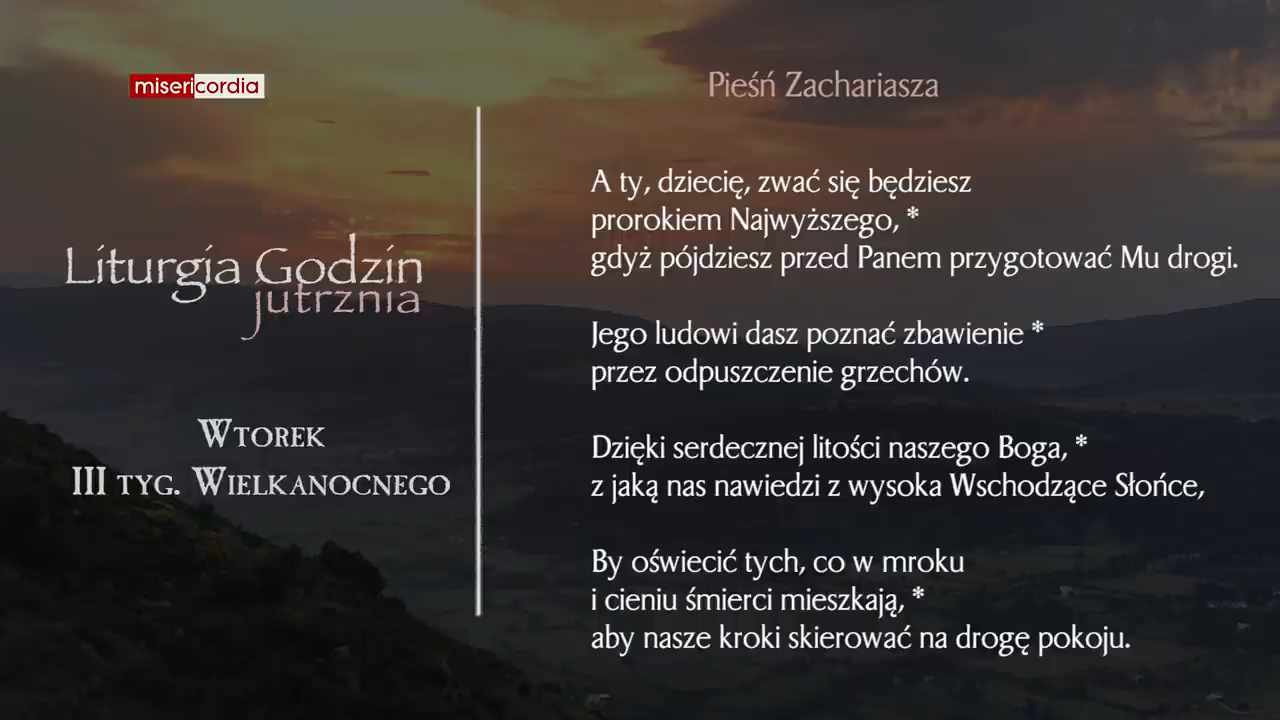 misericordia
Liturgia Godzin
jutrznia
Wtorek
III tyg. Wielkanocnego
Pieśń Zachariasza
A ty, dziecię, zwać się będziesz
prorokiem Najwyższego, *
gdyż pójdziesz przed Panem przygotować Mu drogi.
Jego ludowi dasz poznać zbawienie *
przez odpuszczenie grzechów.
Dzięki serdecznej litości naszego Boga, *
z jaką nas nawiedzi z wysoka Wschodzące Słońce,
By oświecić tych, co w mroku
i cieniu śmierci mieszkają, *
aby nasze kroki skierować na drogę pokoju.